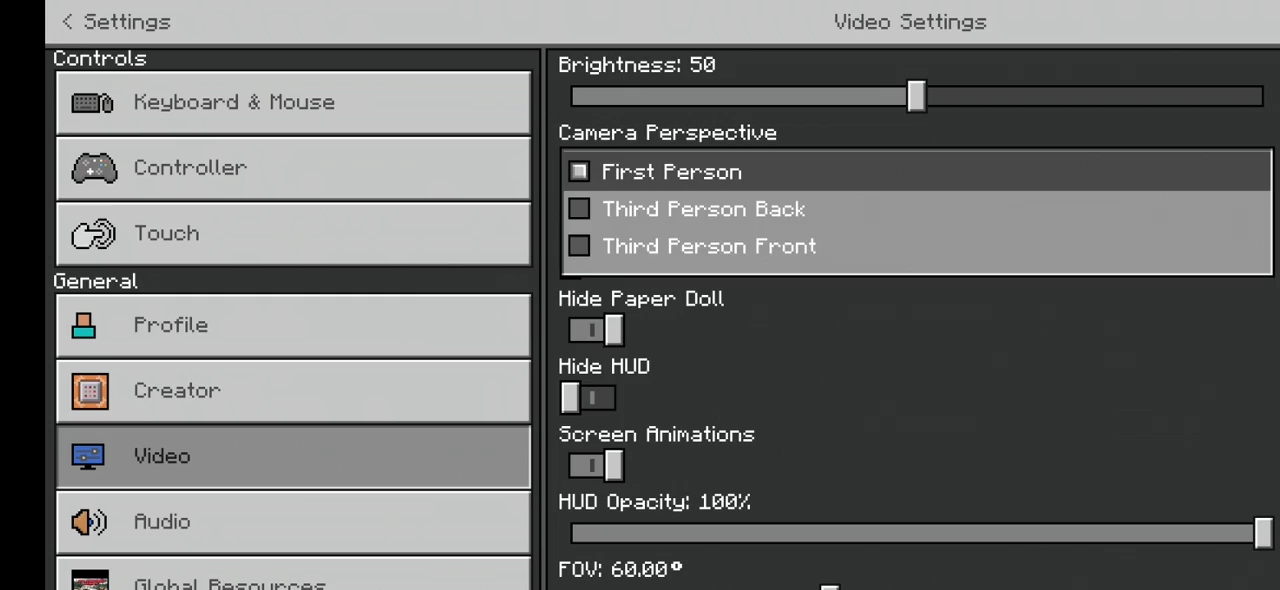 < Settings
Video Settings
Controls
Keyboard & Mouse
Controller
Touch
General
Profile
Creator
Video
Audio
Global Resources
Brightness: 50
Camera Perspective
First Person
Third Person Back
Third Person Front
Hide Paper Doll
Hide HUD
Screen Animations
HUD Opacity: 100%
FOV: 60.00°